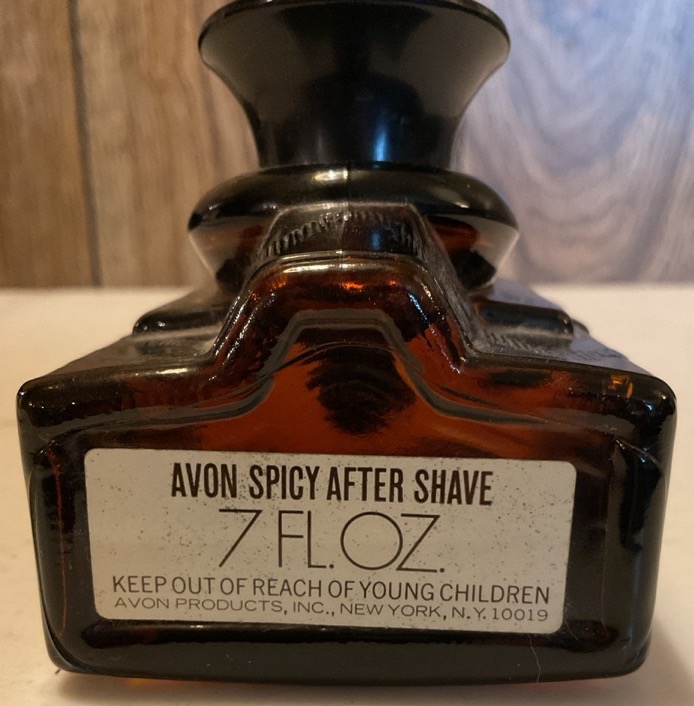 AVON SPICY AFTER SHAVE
7 FL. OZ.
KEEP OUT OF REACH OF YOUNG CHILDREN
AVON PRODUCTS, INC., NEW YORK, N.Y. 10019